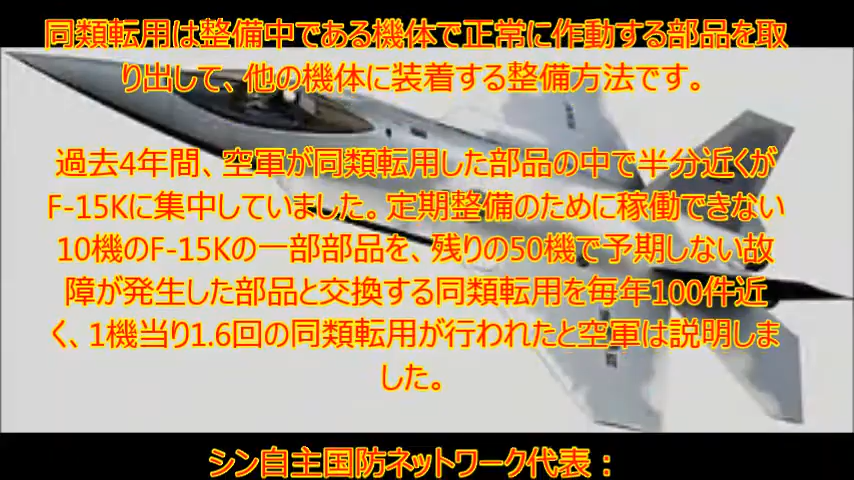 同類転用は整備中である機体で正常に作動する部品を取
り出して、他の機体に装着する整備方法です。
過去4年間、空軍が同類転用した部品の中で半分近くが
F-15Kに集中していました。定期整備のために稼働できない
10機のF-15Kの一部部品を、残りの50機で予期しない故
障が発生した部品と交換する同類転用を毎年100件近
く、1機当り1.6回の同類転用が行われたと空軍は説明しま
した。
シン自主国防ネットワーク代表：